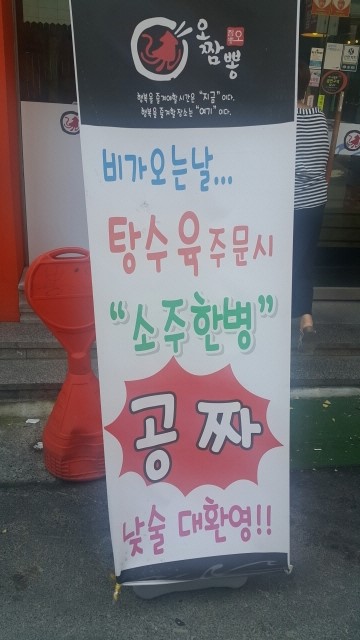 오
짬
뽕
행복을 즐겨야할시간은 "지금"이다.
행복을 즐겨야할장소는 "여기"이다.
비가오는날...
탕수육주문시
"소주한병"
공짜
낮술 대환영!!